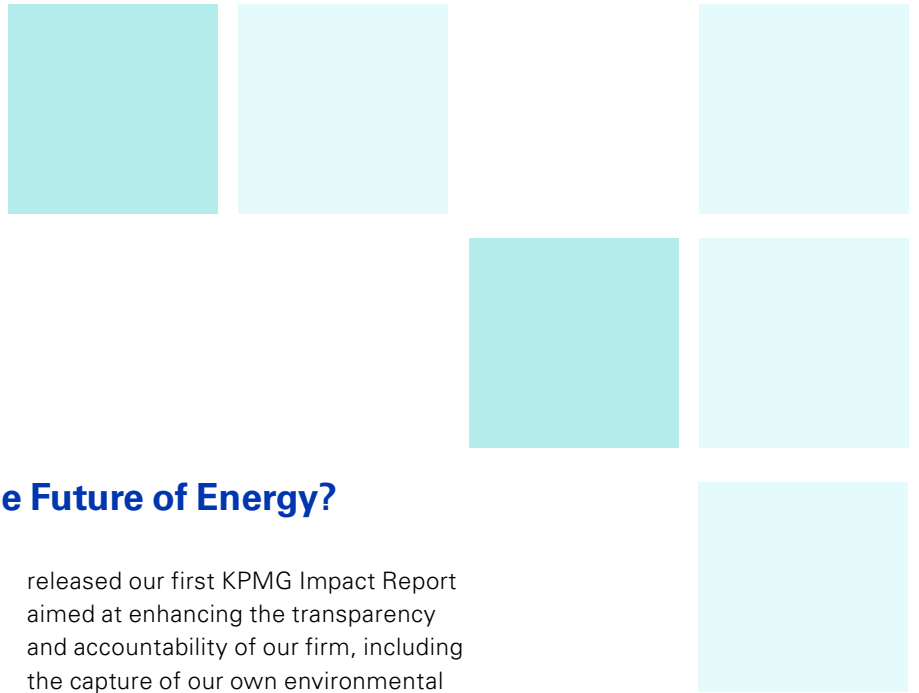 e Future of Energy?
released our first KPMG Impact Report
aimed at enhancing the transparency
and accountability of our firm, including
the capture of our own environmental